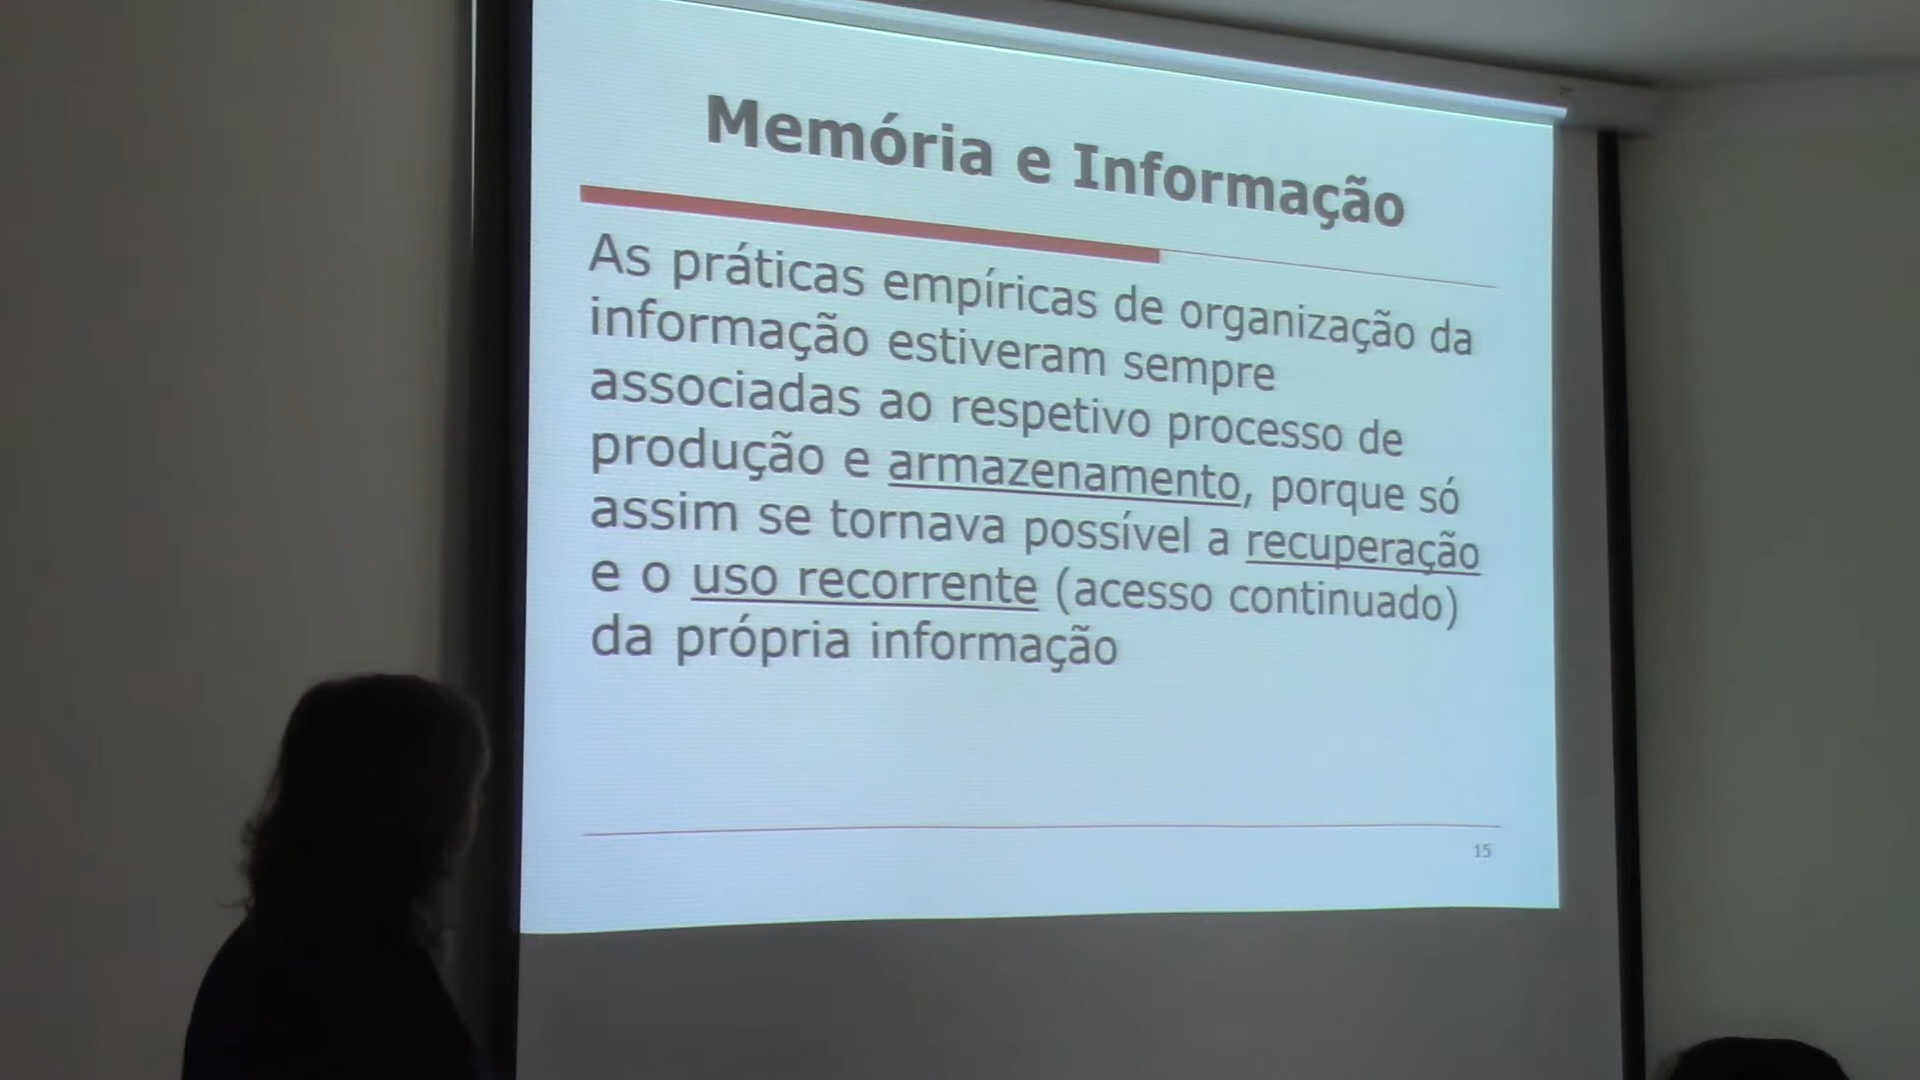 Memória e Informação
As práticas empíricas de organização da
informação estiveram sempre
associadas ao respetivo processo de
produção e armazenamento, porque só
assim se tornava possível a recuperação
e o uso recorrente (acesso continuado)
da própria informação
15